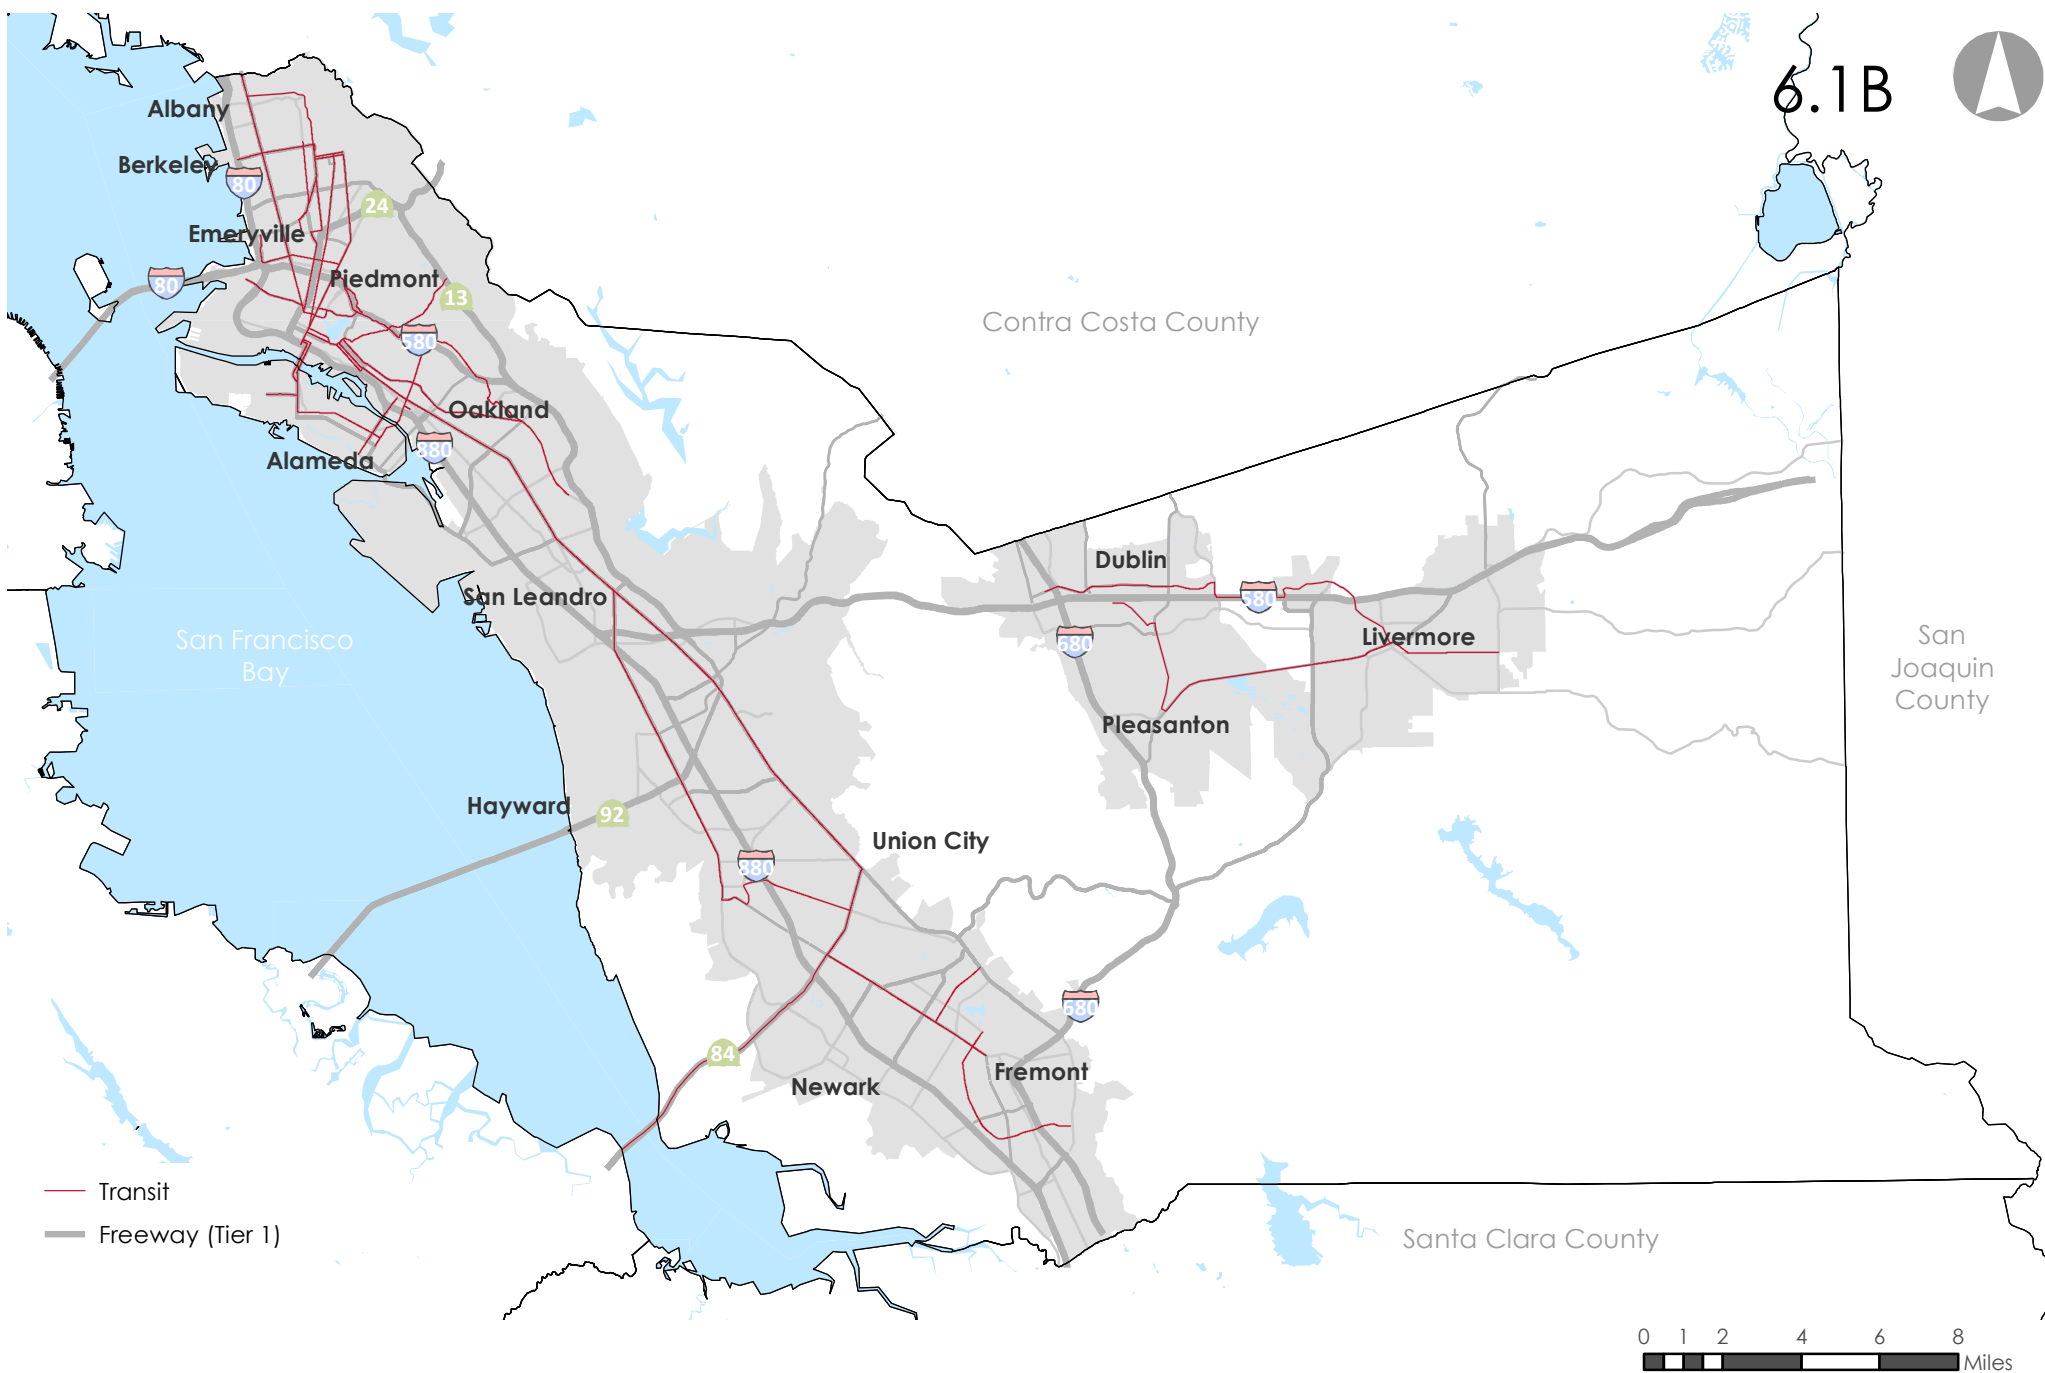 6.1B
Albany
Berkeley
80
24
Emeryville
Piedmont
80
13
580
Contra Costa County
Oakland
880
Alameda
Dublin
San Leandro
580
San Francisco
Bay
680
Livermore
San
Joaquin
County
Pleasanton
Hayward
92
Union City
880
680
84
Newark
Fremont
Transit
Freeway (Tier 1)
Santa Clara County
0 1 2 4 6 8
Miles